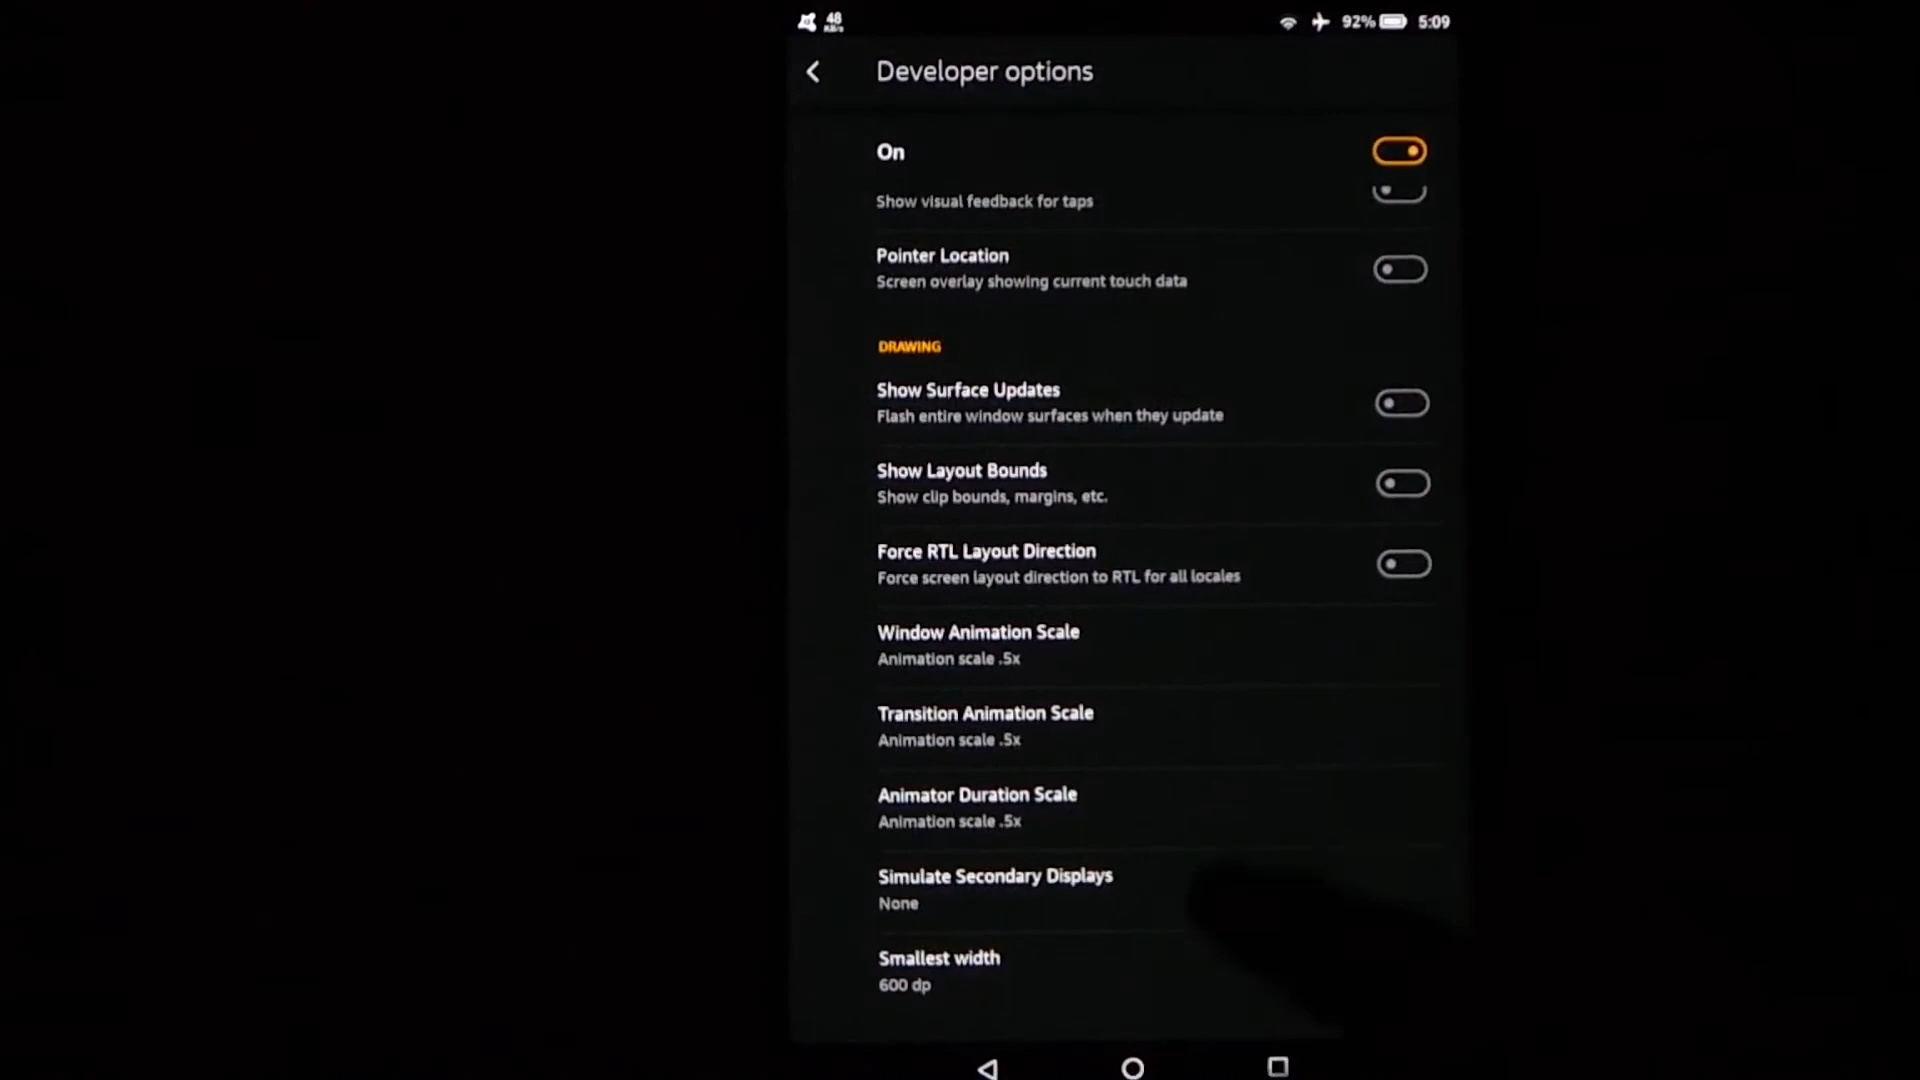 48
KB/s
92%
5:09
Developer options
On
Show visual feedback for taps
Pointer Location
Screen overlay showing current touch data
DRAWING
Show Surface Updates
Flash entire window surfaces when they update
Show Layout Bounds
Show clip bounds, margins, etc.
Force RTL Layout Direction
Force screen layout direction to RTL for all locales
Window Animation Scale
Animation scale .5x
Transition Animation Scale
Animation scale .5x
Animator Duration Scale
Animation scale .5x
Simulate Secondary Displays
None
Smallest width
600 dp